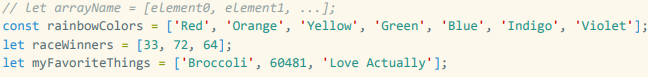 // let arrayName = [element0, element1, ...];
const rainbowColors = ['Red', 'Orange', 'Yellow', 'Green', 'Blue', 'Indigo', 'Violet'];
let raceWinners = [33, 72, 64];
let myFavoriteThings = ['Broccoli', 60481, 'Love Actually'];